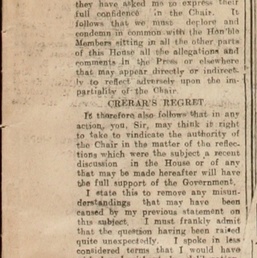 they have asked me to express their
full confidence in the Chair. It
follows that we must deplore and
condemn in common with the Hon'ble
Members sitting in all the other parts
of this House all the allegations and
comments in the Press or elsewhere
that may appear directly or indirect-
ly to reflect adversely upon the im-
partiality of the Chair.
CRERAR'S REGRET
It therefore also follows that in any
action, you, Sir, may think it right
to take to vindicate the authority of
the Chair in the matter of the reflec-
tions which were the subject a recent
discussion in the House or of any
that may be made hereafter will have
the full support of the Government.
I state this to remove any misun-
derstandings that may have been
caused by my previous statement on
this subject. I must frankly admit
that the question having been raised
quite unexpectedly. I spoke in less
considered terms that I would have